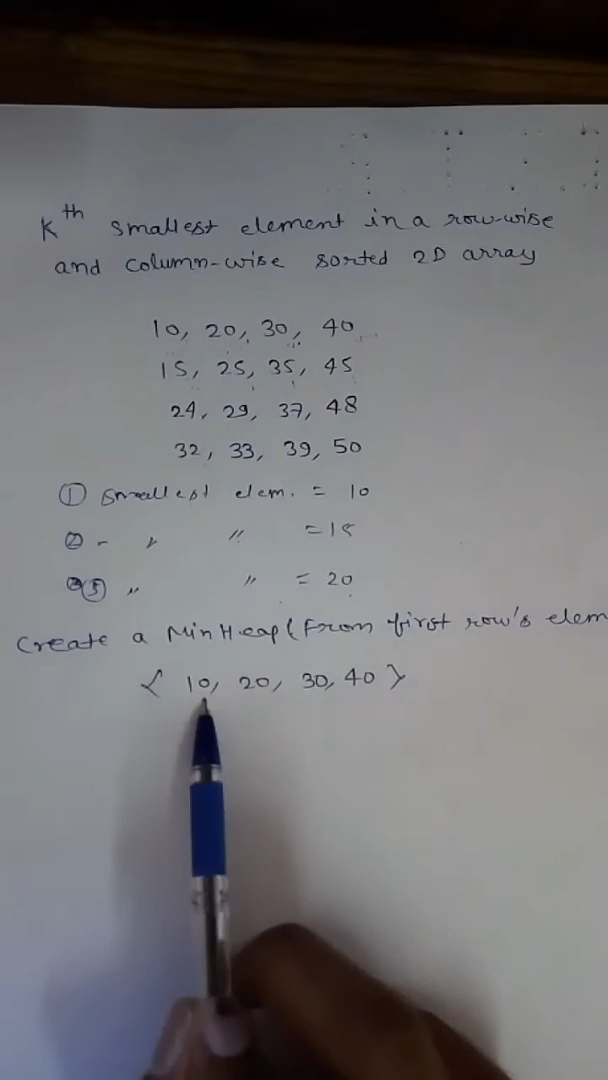 Kth smallest element in a row-wise
and column-wise sorted 2D array
10, 20, 30, 40
15, 25, 35, 45
24, 29, 37, 48
32, 33, 39, 50
① smallest elem. = 10
② - 〃 〃 = 15
③ 〃 〃 = 20
Create a MinHeap (From first row's elem
< 10, 20, 30, 40 >